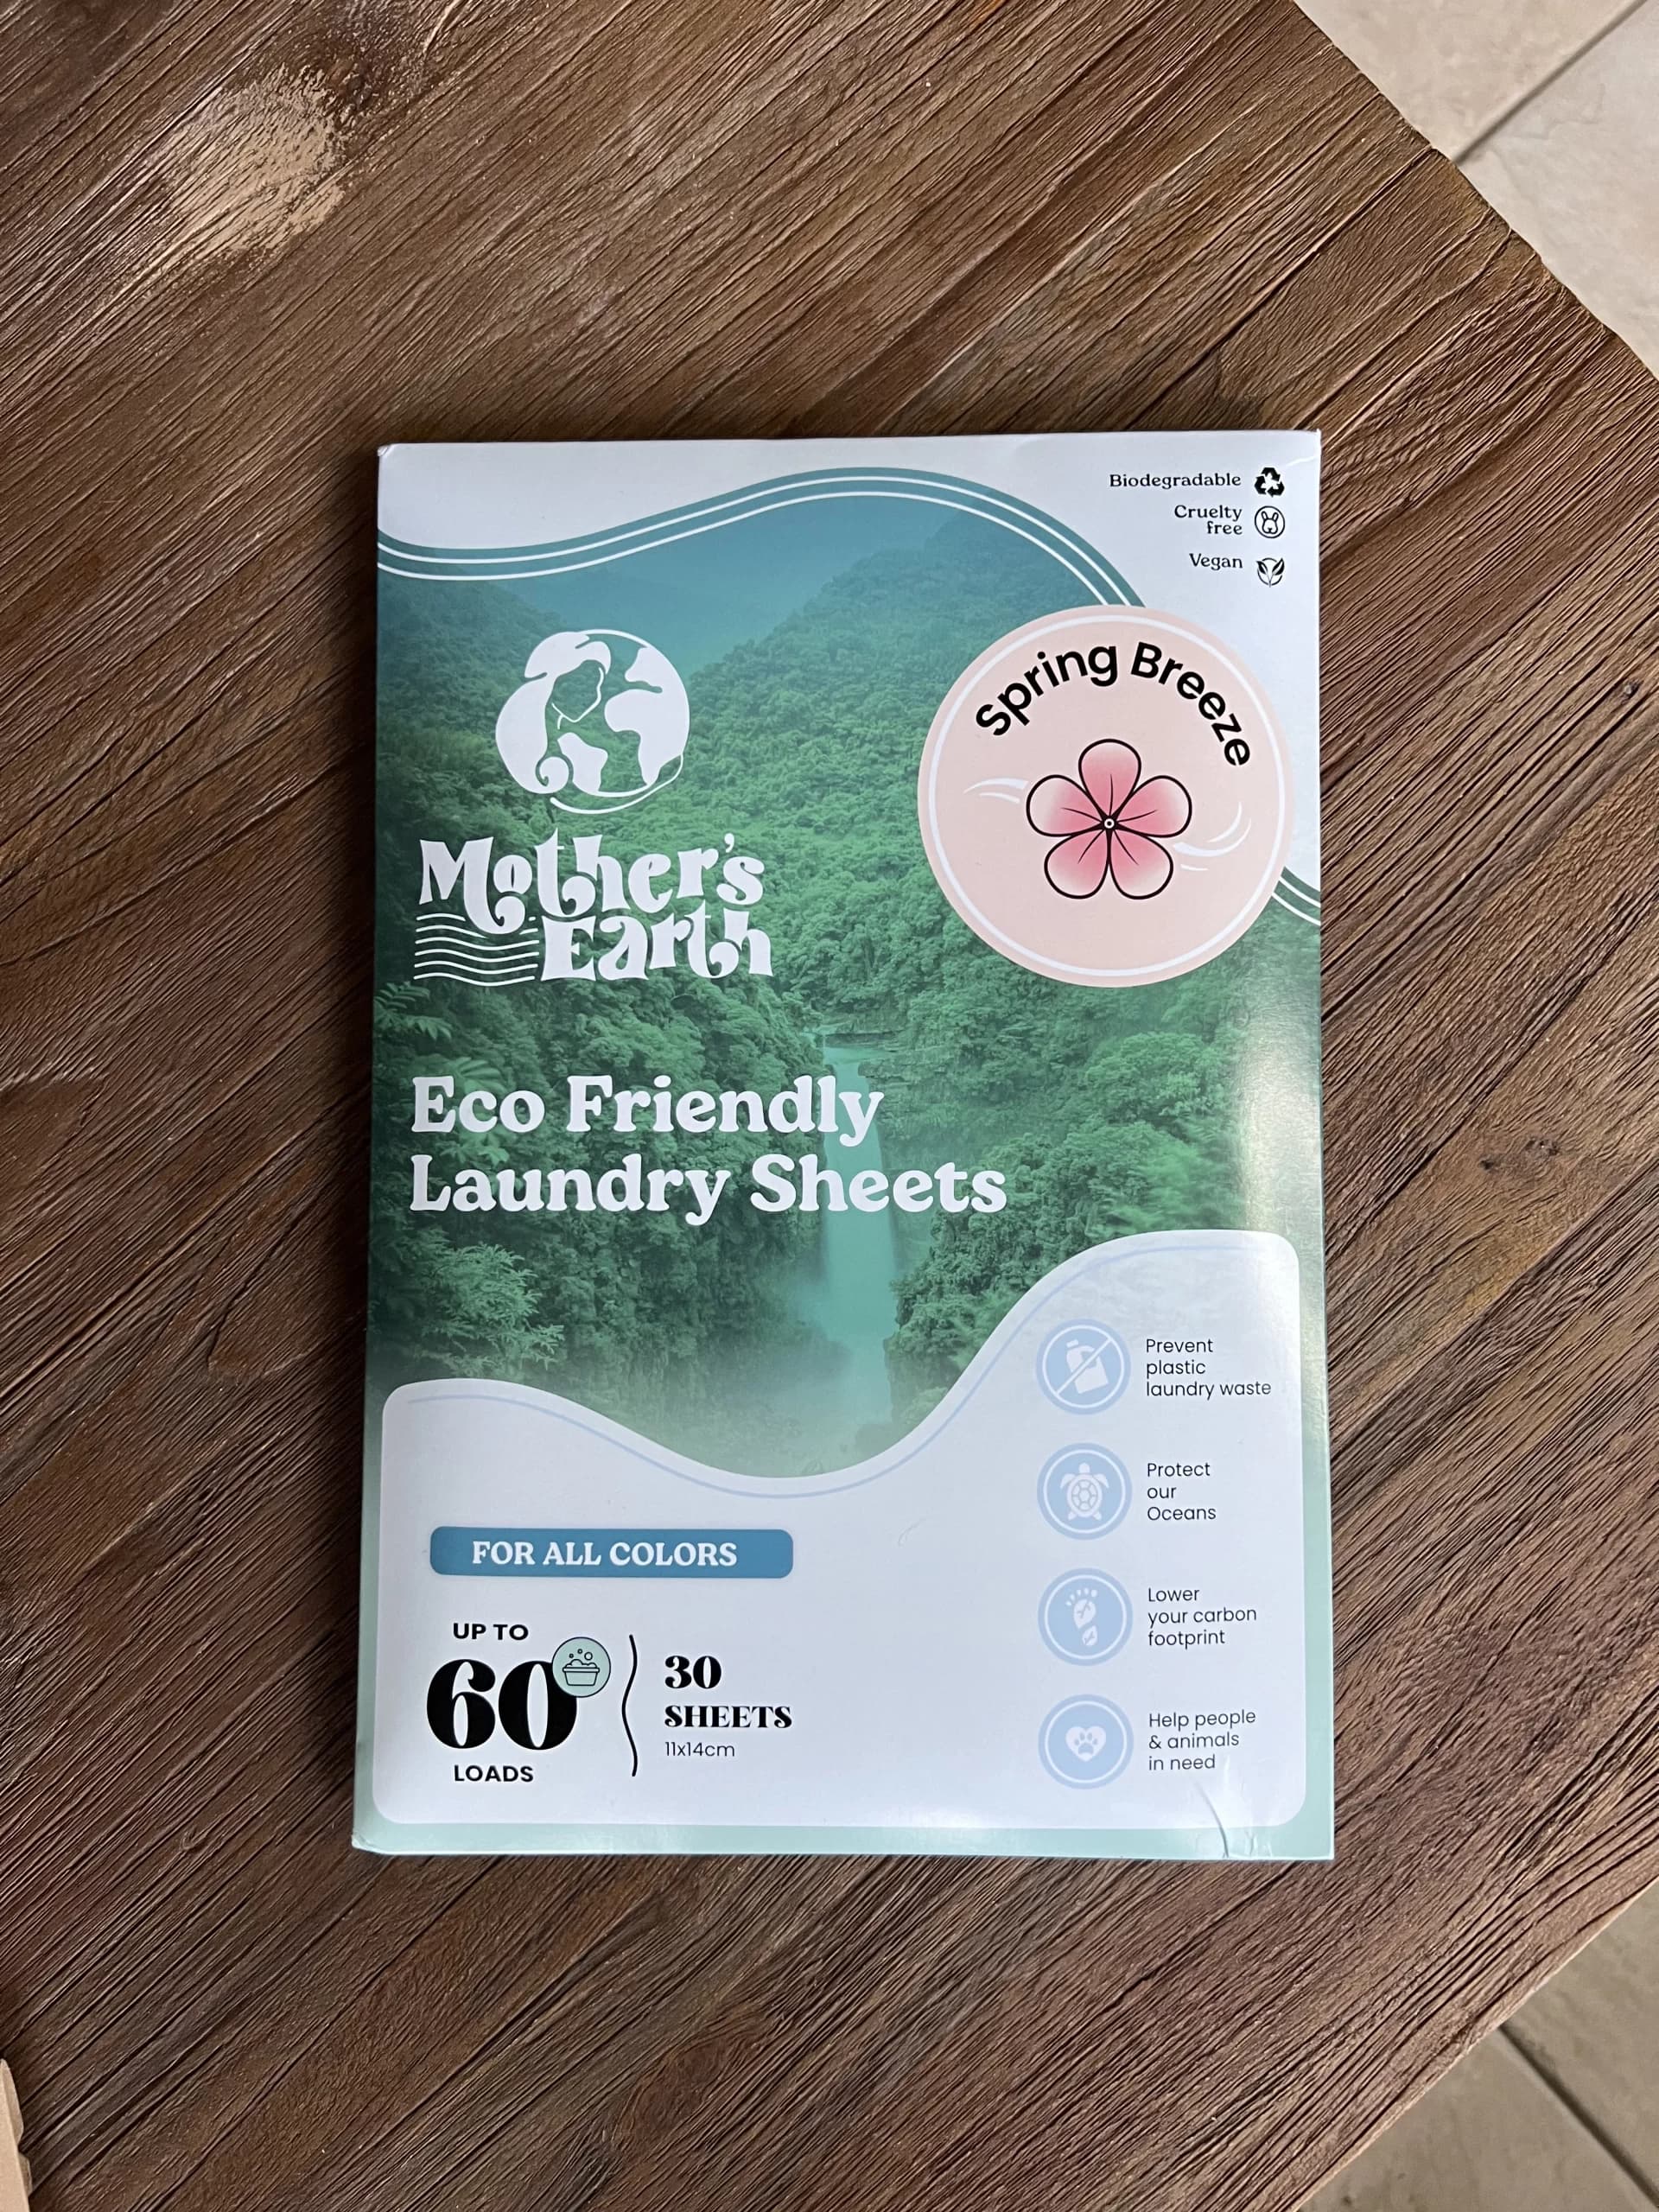 Biodegradable
Cruelty
free
Vegan
Spring Breeze
Mother's
Earth
Eco Friendly
Laundry Sheets
Prevent
plastic
laundry waste
Protect
our
Oceans
Lower
your carbon
footprint
Help people
& animals
in need
FOR ALL COLORS
UP TO
60
LOADS
30
SHEETS
11x14cm